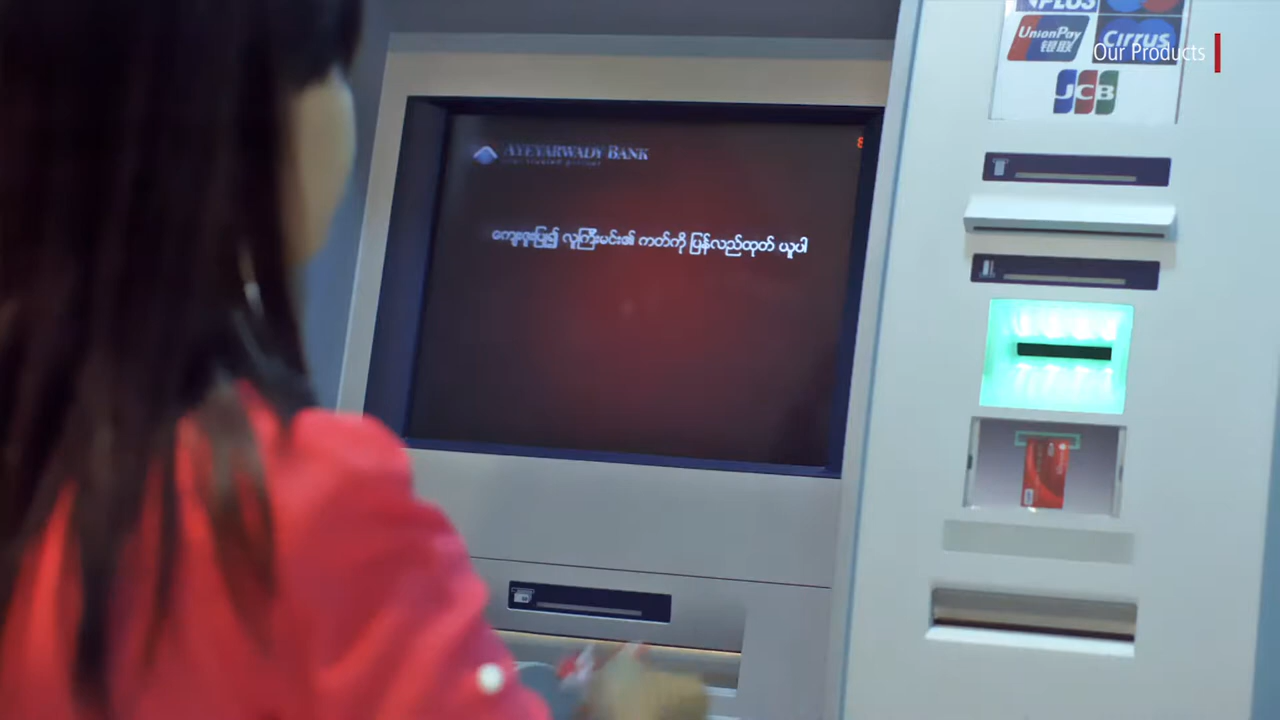 PLUS
UnionPay
银联
Cirrus
Our Products
JCB
AYEYARWADY BANK
ကျေးဇူးပြု၍ လူကြီးမင်း၏ ကတ်ကို ပြန်လည်ထုတ် ယူပါ